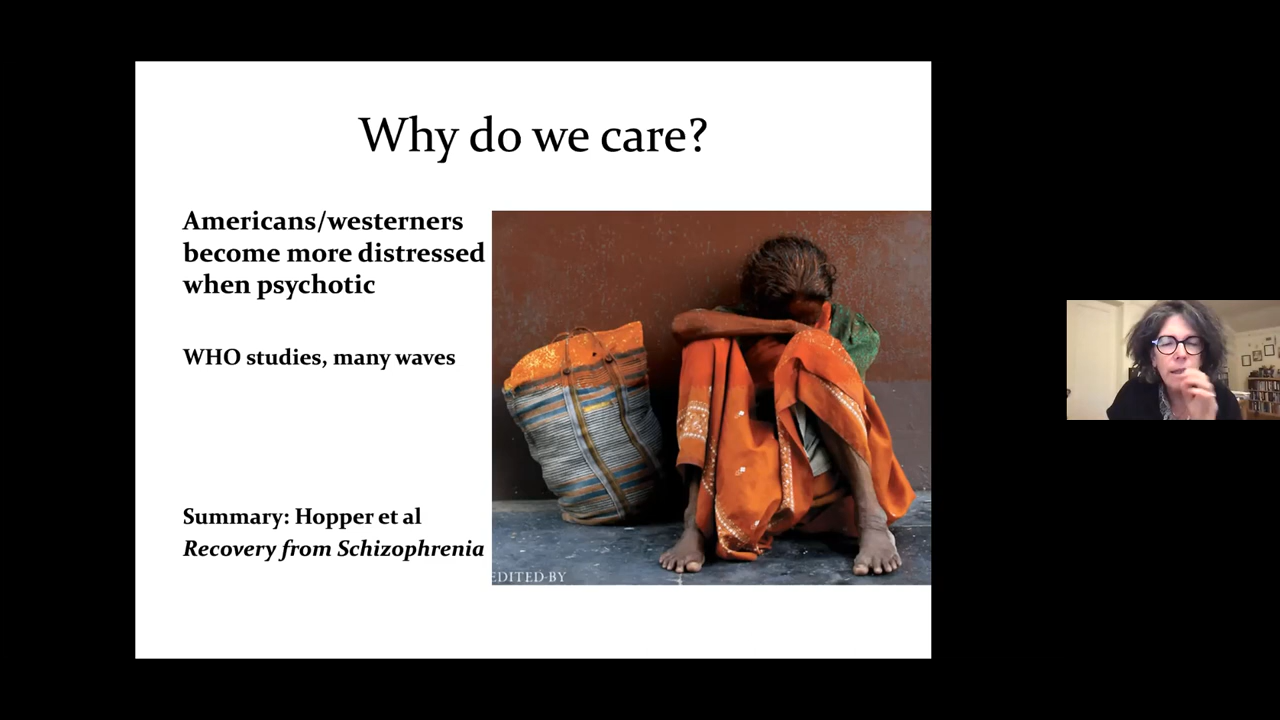 Why do we care?
Americans/westerners
become more distressed
when psychotic
WHO studies, many waves
Summary: Hopper et al
Recovery from Schizophrenia
EDITED BY